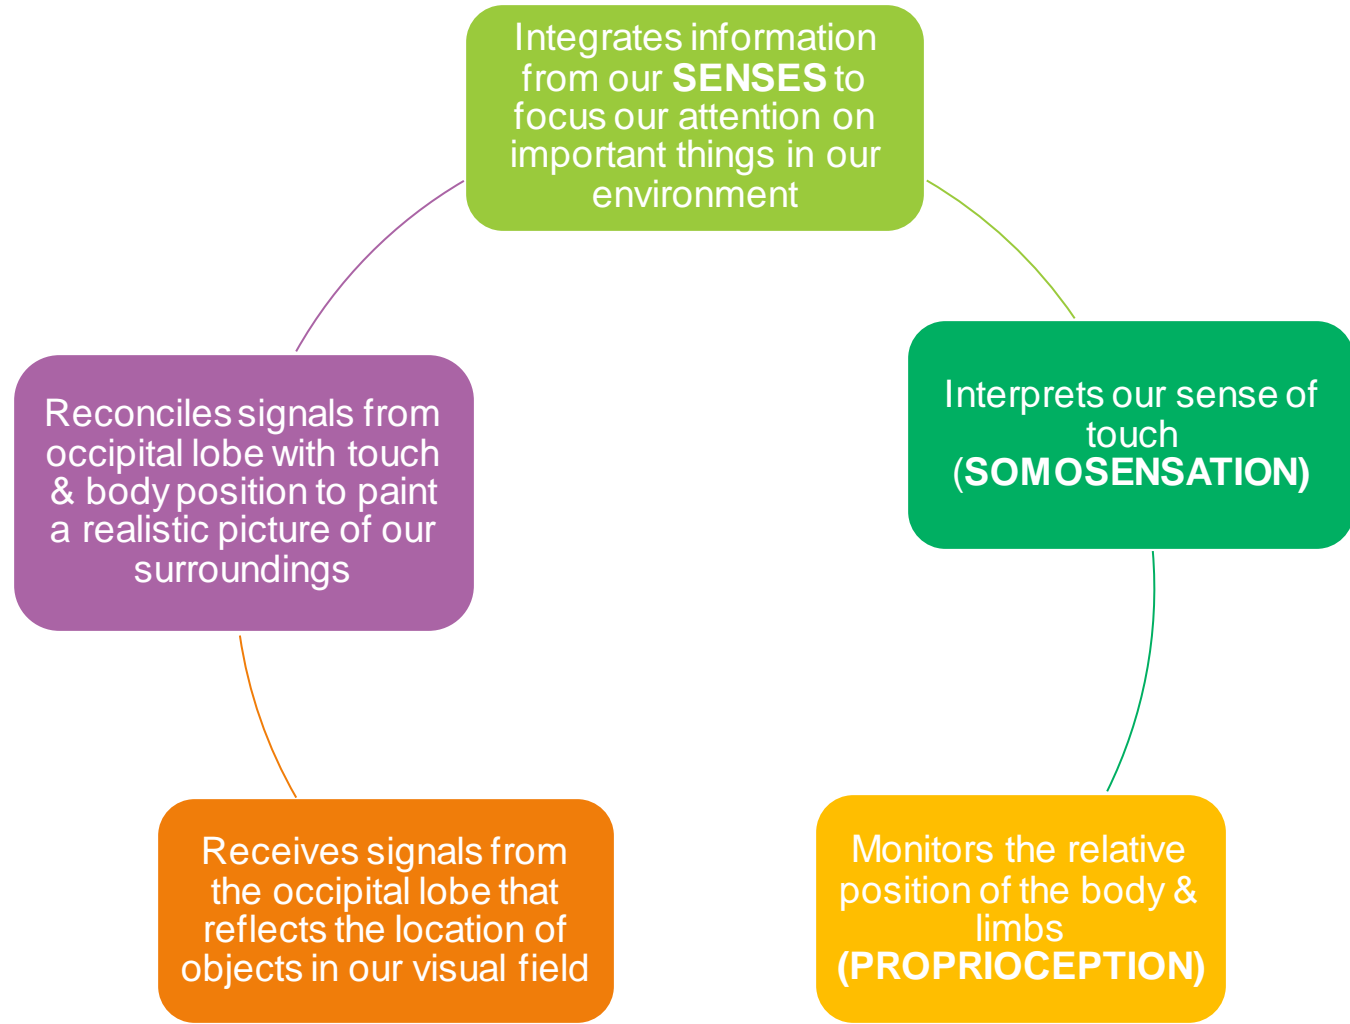 Integrates information
from our SENSES to
focus our attention on
important things in our
environment
Interprets our sense of
touch
(SOMOSENSATION)
Monitors the relative
position of the body &
limbs
(PROPRIOCEPTION)
Receives signals from
the occipital lobe that
reflects the location of
objects in our visual field
Reconciles signals from
occipital lobe with touch
& body position to paint
a realistic picture of our
surroundings